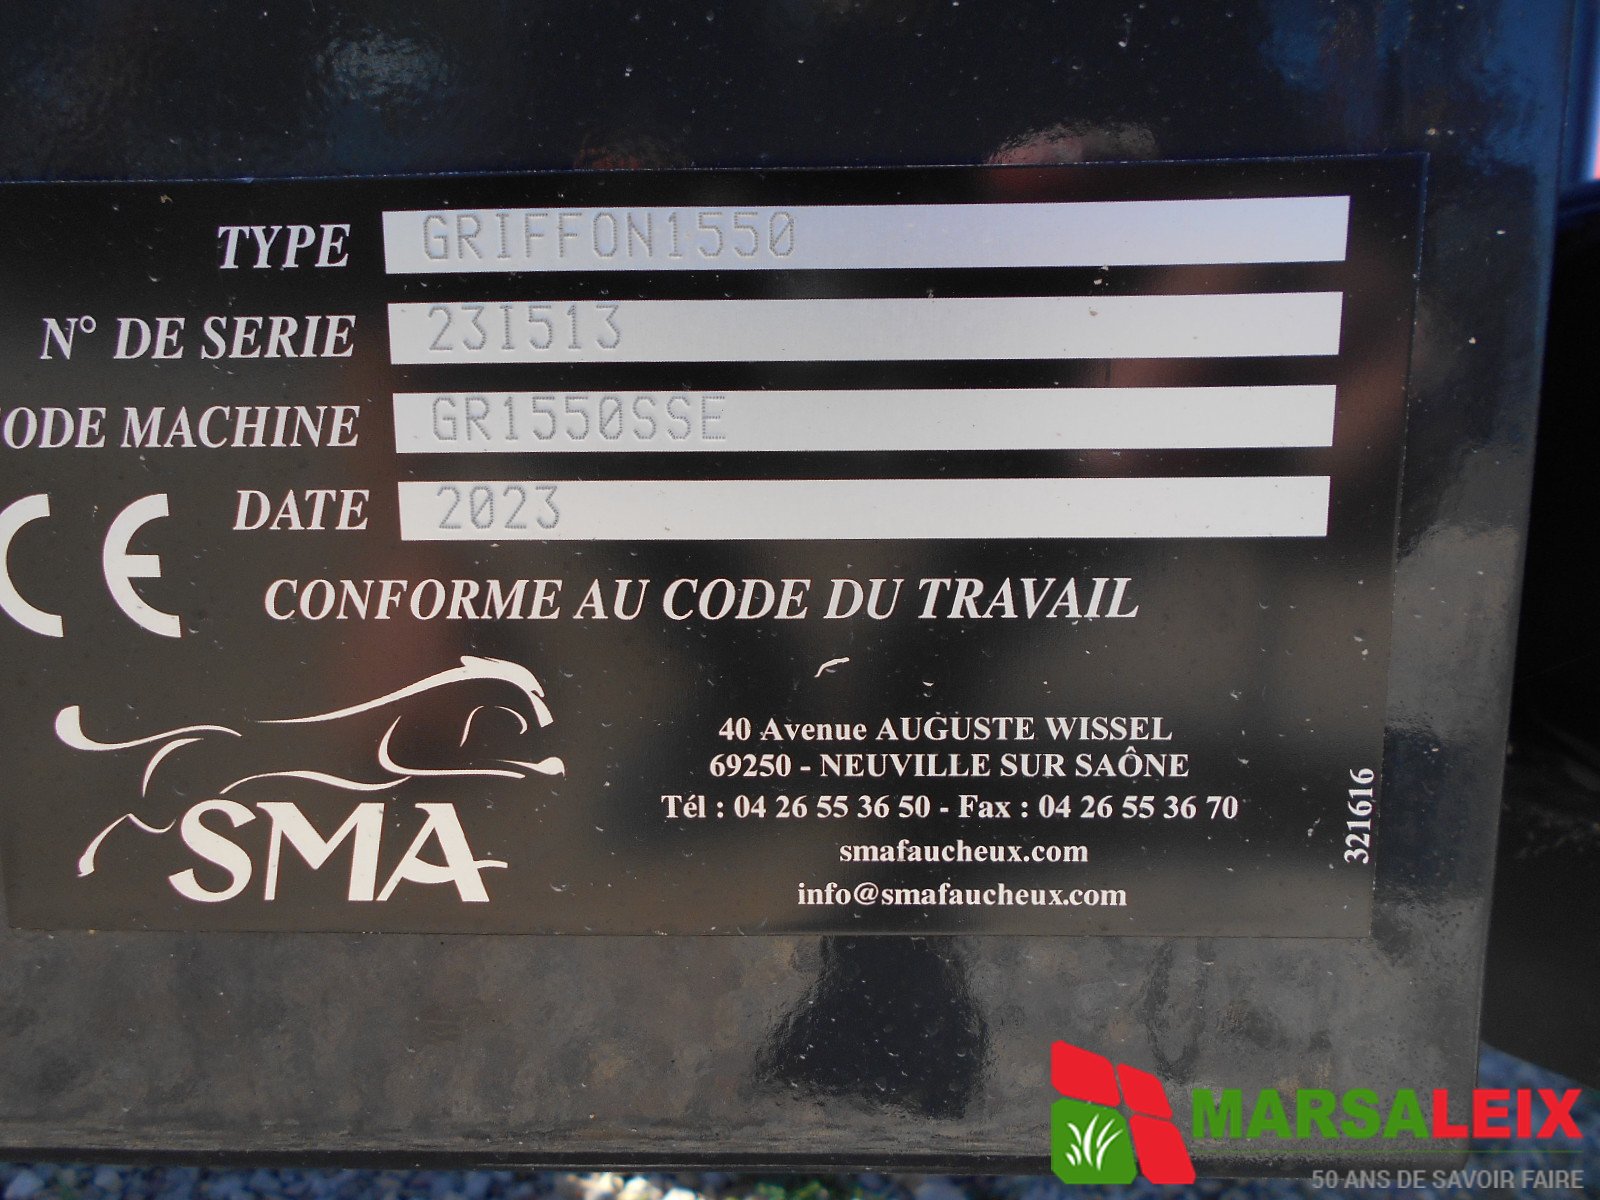 TYPE GRIFFON1550
N° DE SERIE 23I513
ODE MACHINE GR1550SSE
DATE 2023
CE
CONFORME AU CODE DU TRAVAIL
SMA
40 Avenue AUGUSTE WISSEL
69250 - NEUVILLE SUR SAÔNE
Tél : 04 26 55 36 50 - Fax : 04 26 55 36 70
smafaucheux.com
info@smafaucheux.com
321616
MARSALEIX
50 ANS DE SAVOIR FAIRE